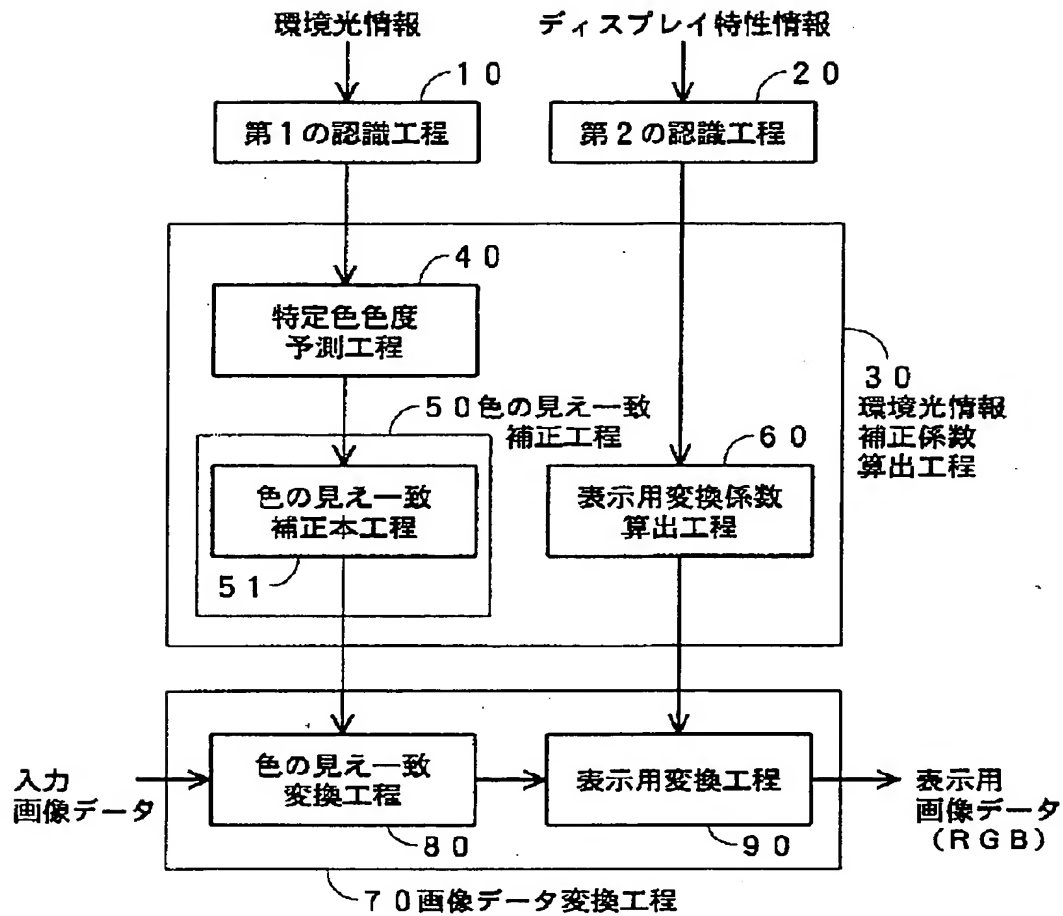 環境光情報
ディスプレイ特性情報
10
20
第1の認識工程
第2の認識工程
40
特定色色度
予測工程
30
環境光情報
補正係数
算出工程
50色の見え一致
補正工程
60
色の見え一致
補正本工程
表示用変換係数
算出工程
51
入力
画像データ
色の見え一致
変換工程
表示用変換工程
表示用
画像データ
(RGB)
80
90
70画像データ変換工程